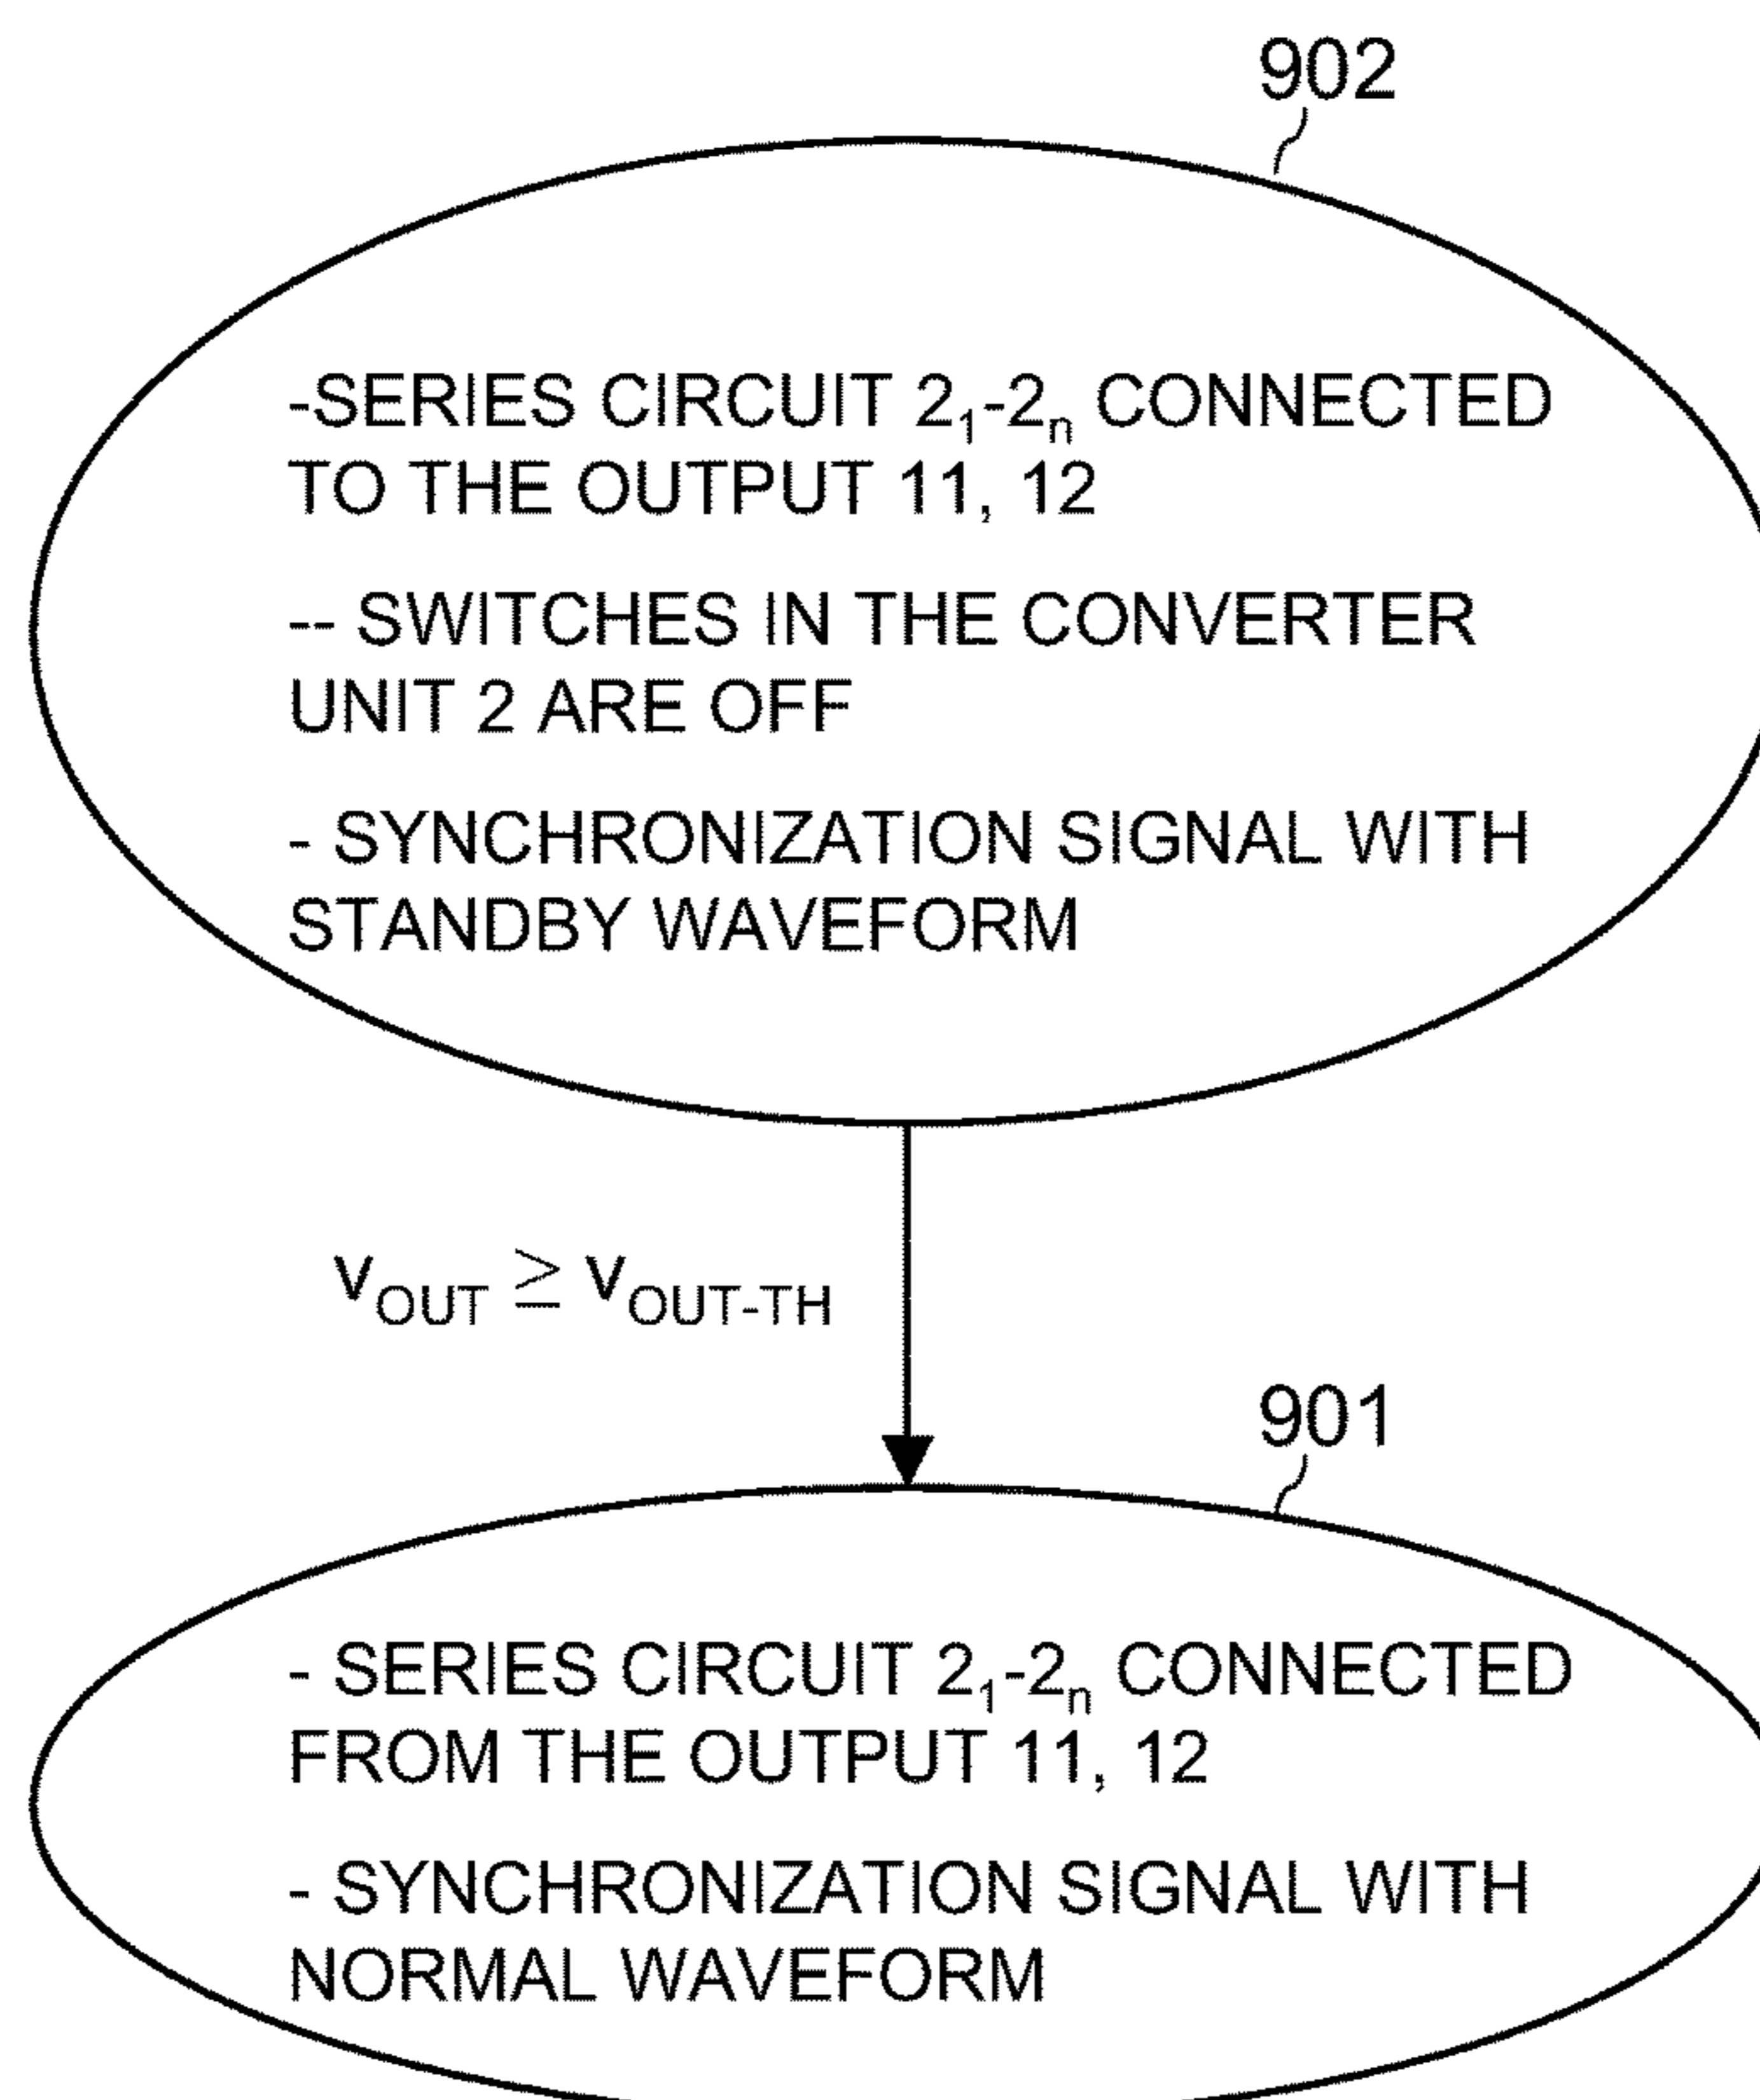 902
-SERIES CIRCUIT 2₁-2ₙ CONNECTED
TO THE OUTPUT 11, 12
-- SWITCHES IN THE CONVERTER
UNIT 2 ARE OFF
- SYNCHRONIZATION SIGNAL WITH
STANDBY WAVEFORM
v_OUT ≥ v_OUT-TH
901
- SERIES CIRCUIT 2₁-2ₙ CONNECTED
FROM THE OUTPUT 11, 12
- SYNCHRONIZATION SIGNAL WITH
NORMAL WAVEFORM